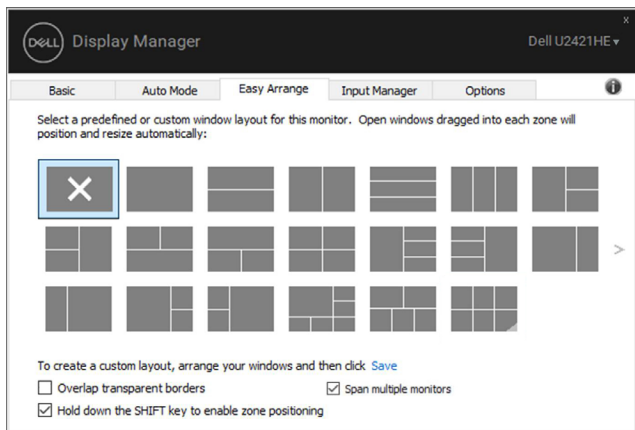 DELL Display Manager
x
Dell U2421HE
Basic Auto Mode Easy Arrange Input Manager Options
Select a predefined or custom window layout for this monitor. Open windows dragged into each zone will
position and resize automatically:
>
To create a custom layout, arrange your windows and then click Save
Overlap transparent borders
Span multiple monitors
Hold down the SHIFT key to enable zone positioning